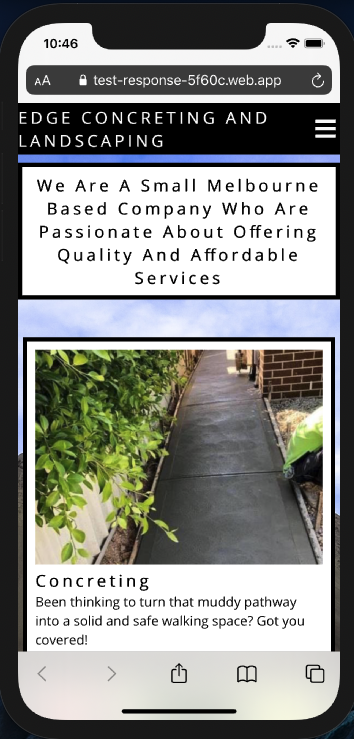 10:46
AA test-response-5f60c.web.app
EDGE CONCRETING AND
LANDSCAPING
We Are A Small Melbourne
Based Company Who Are
Passionate About Offering
Quality And Affordable
Services
Concreting
Been thinking to turn that muddy pathway
into a solid and safe walking space? Got you
covered!